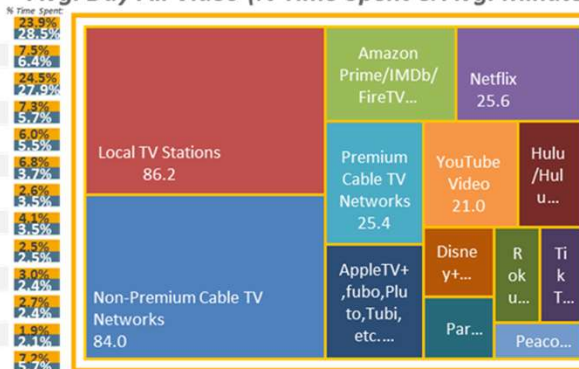 % Time Spent
23.9%
28.5%
7.5%
6.4%
24.5%
27.9%
7.3%
5.7%
6.0%
5.5%
6.8%
3.7%
2.6%
3.5%
4.1%
3.5%
2.5%
2.5%
3.0%
2.4%
2.7%
2.4%
1.9%
2.1%
7.2%
5.7%
Local TV Stations
86.2
Non-Premium Cable TV
Networks
84.0
Amazon
Prime/IMDb/
FireTV...
Netflix
25.6
Premium
Cable TV
Networks
25.4
YouTube
Video
21.0
Hulu
/Hul
u...
AppleTV+
,fubo,Plu
to,Tubi,
etc....
Disne
y+...
R
ok
u...
Ti
k
T...
Par...
Peaco...